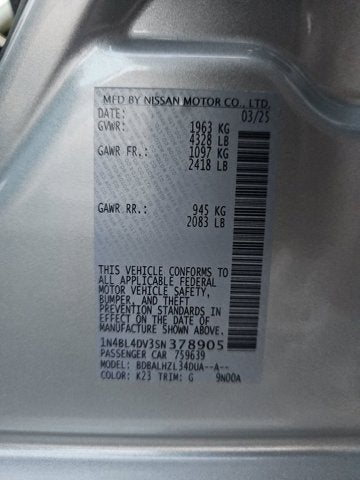 MFD BY NISSAN MOTOR CO., LTD.
DATE: 03/25
GVWR: 1963 KG
4328 LB
GAWR FR.: 1097 KG
2418 LB
GAWR RR.: 945 KG
2083 LB
THIS VEHICLE CONFORMS TO
ALL APPLICABLE FEDERAL
MOTOR VEHICLE SAFETY,
BUMPER, AND THEFT
PREVENTION STANDARDS IN
EFFECT ON THE DATE OF
MANUFACTURE SHOWN ABOVE.
1N4BL4DV3SN378905
PASSENGER CAR 759639
MODEL: BDBALHZL34DUA--A--
COLOR: K23 TRIM: G 9N00A